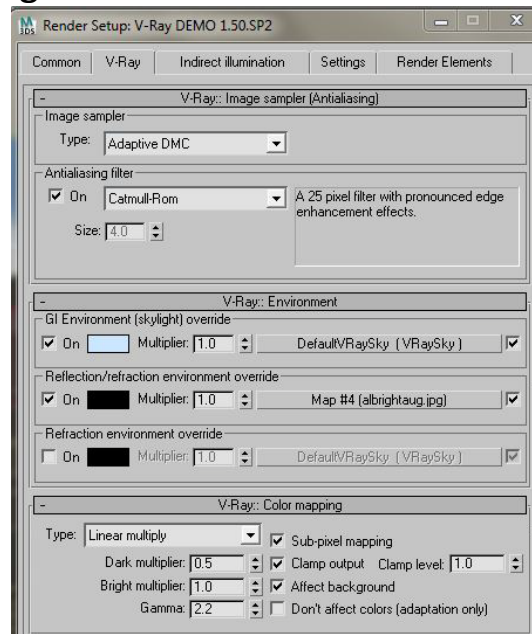 Render Setup: V-Ray DEMO 1.50.SP2
Common V-Ray Indirect illumination Settings Render Elements
- V-Ray:: Image sampler (Antialiasing)
Image sampler
Type: Adaptive DMC
Antialiasing filter
On Catmull-Rom A 25 pixel filter with pronounced edge
enhancement effects.
Size: 4.0
- V-Ray:: Environment
GI Environment (skylight) override
On Multiplier: 1.0 DefaultVRaySky ( VRaySky )
Reflection/refraction environment override
On Multiplier: 1.0 Map #4 (albrightaug.jpg)
Refraction environment override
On Multiplier: 1.0 DefaultVRaySky ( VRaySky )
- V-Ray:: Color mapping
Type: Linear multiply Sub-pixel mapping
Dark multiplier: 0.5 Clamp output Clamp level: 1.0
Bright multiplier: 1.0 Affect background
Gamma: 2.2 Don't affect colors (adaptation only)